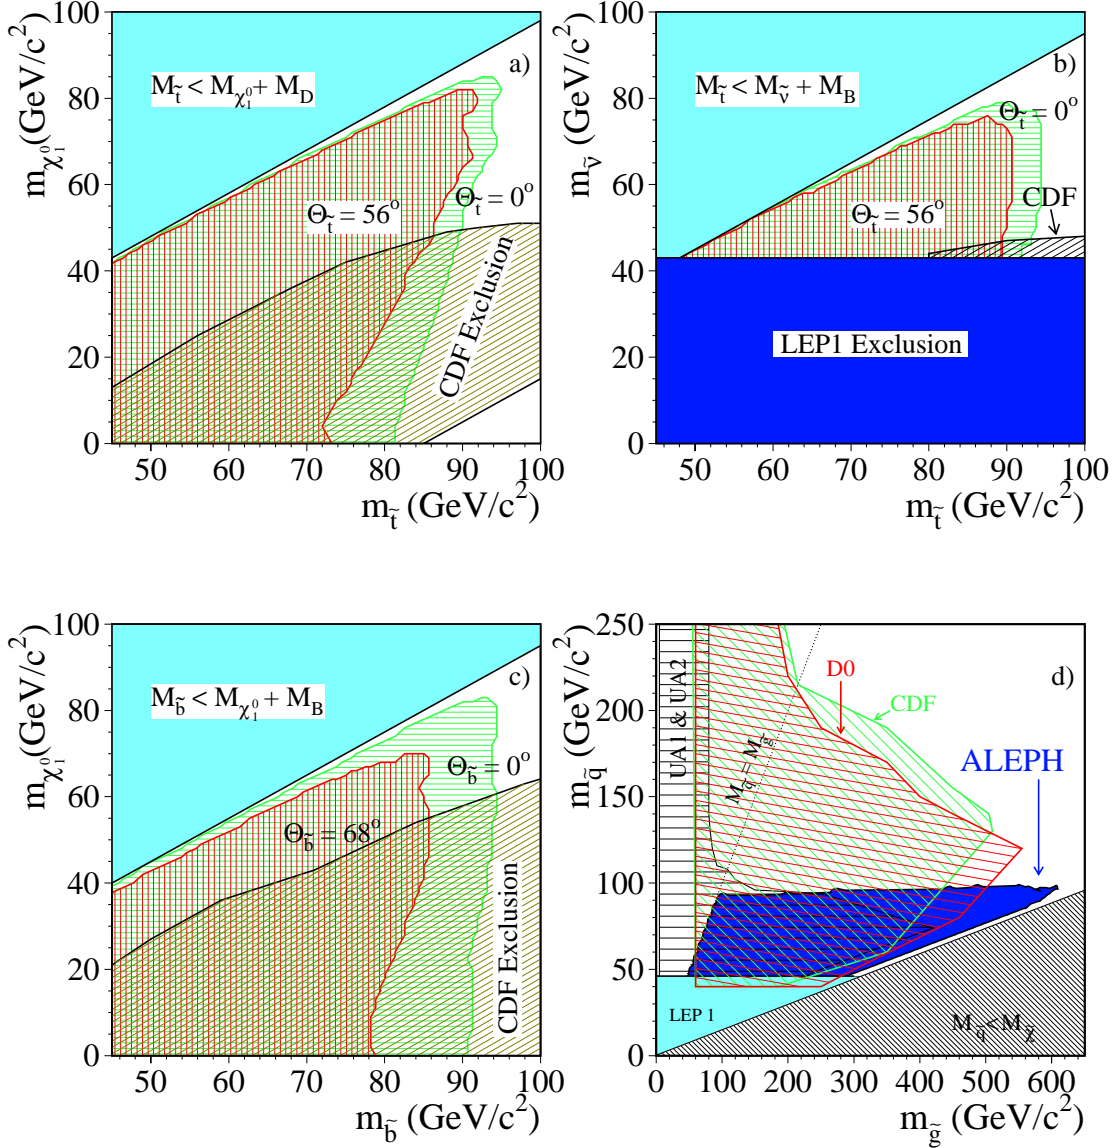 m_χ̃₁⁰ (GeV/c²)
100
80
60
40
20
0
50 60 70 80 90 100
m_t̃ (GeV/c²)
a)
M_t̃ < M_χ₁⁰ + M_D
Θ_t̃ = 56°
Θ_t̃ = 0°
CDF Exclusion
m_ν̃ (GeV/c²)
100
80
60
40
20
0
50 60 70 80 90 100
m_t̃ (GeV/c²)
b)
M_t̃ < M_ν̃ + M_B
Θ_t̃ = 0°
Θ_t̃ = 56°
CDF
LEP1 Exclusion
m_χ̃₁⁰ (GeV/c²)
100
80
60
40
20
0
50 60 70 80 90 100
m_b̃ (GeV/c²)
c)
M_b̃ < M_χ₁⁰ + M_B
Θ_b̃ = 0°
Θ_b̃ = 68°
CDF Exclusion
m_q̃ (GeV/c²)
250
200
150
100
50
0
0 100 200 300 400 500 600
m_g̃ (GeV/c²)
d)
UA1 & UA2
M_q̃ = M_g̃
D0
CDF
ALEPH
LEP 1
M_q̃ < M_χ̃